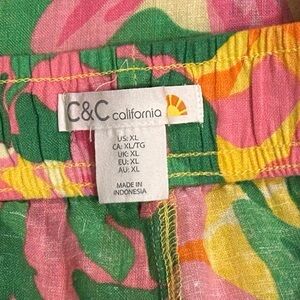 C&C california
US: XL
CA: XL/TG
UK: XL
EU: XL
AU: XL
MADE IN
INDONESIA